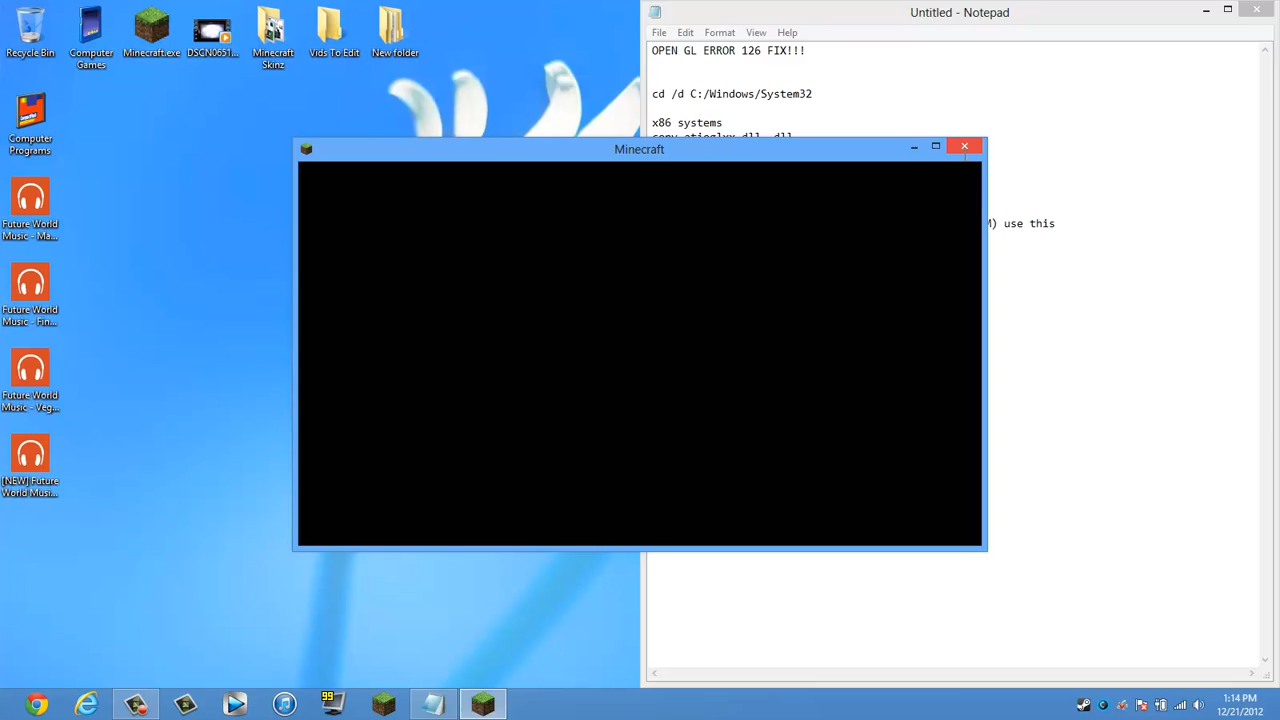 Recycle Bin
Computer
Games
Minecraft.exe
DSCN0651...
Minecraft
Skinz
Vids To Edit
New folder
Computer
Programs
Future World
Music - Ma...
Future World
Music - Fin...
Future World
Music - Veg...
[NEW] Future
World Musi...
Untitled - Notepad
File Edit Format View Help
OPEN GL ERROR 126 FIX!!!
cd /d C:/Windows/System32
x86 systems
) use this
Minecraft
99
1:14 PM
12/21/2012